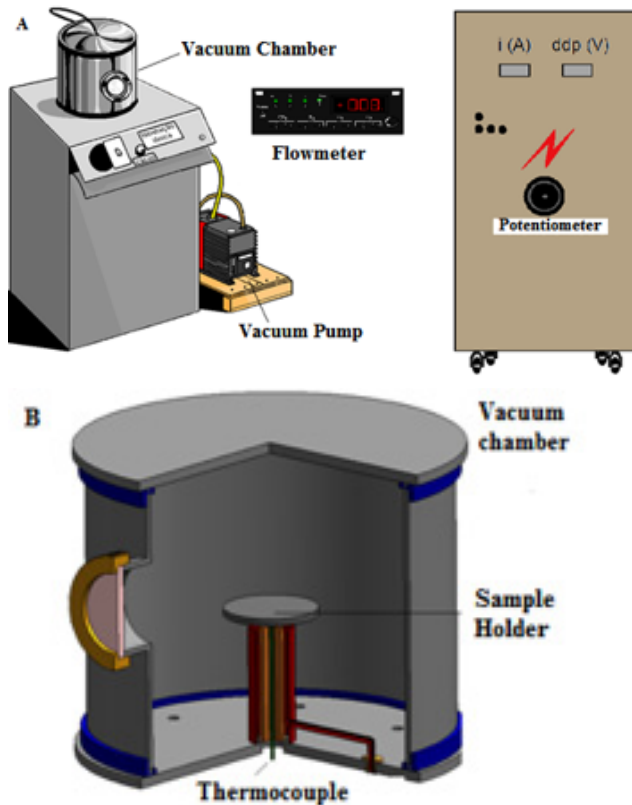 A
Vacuum Chamber
Flowmeter
Vacuum Pump
i (A) ddp (V)
Potentiometer
B
Vacuum
chamber
Sample
Holder
Thermocouple